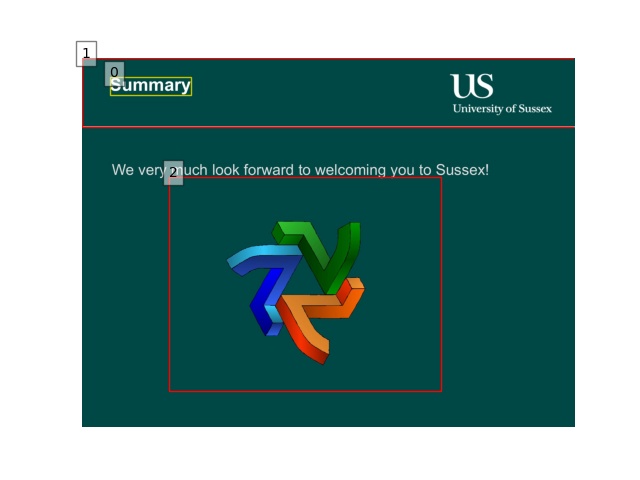 1
0
Summary
US
University of Sussex
We very much look forward to welcoming you to Sussex!
2